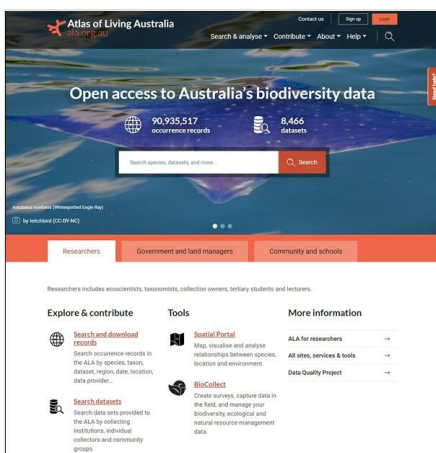 Atlas of Living Australia
ala.org.au
Contact us
Sign up
Login
Search & analyse
Contribute
About
Help
Need Help?
Open access to Australia's biodiversity data
90,935,517
occurrence records
8,466
datasets
Search species, datasets, and more...
Search
(Whitespotted Eagle Ray)
by leitchbird (CC-BY-NC)
Researchers
Government and land managers
Community and schools
Researchers includes ecoscientists, taxonomists, collection owners, tertiary students and lecturers.
Explore & contribute
Search and download
records
Search occurrence records in
the ALA by species, taxon,
dataset, region, date, location,
data provider...
Search datasets
Search data sets provided to
the ALA by collecting
institutions, individual
collectors and community
groups.
Tools
Spatial Portal
Map, visualise and analyse
relationships between species,
location and environment.
BioCollect
Create surveys, capture data in
the field, and manage your
biodiversity, ecological and
natural resource management
data.
More information
ALA for researchers →
All sites, services & tools →
Data Quality Project →